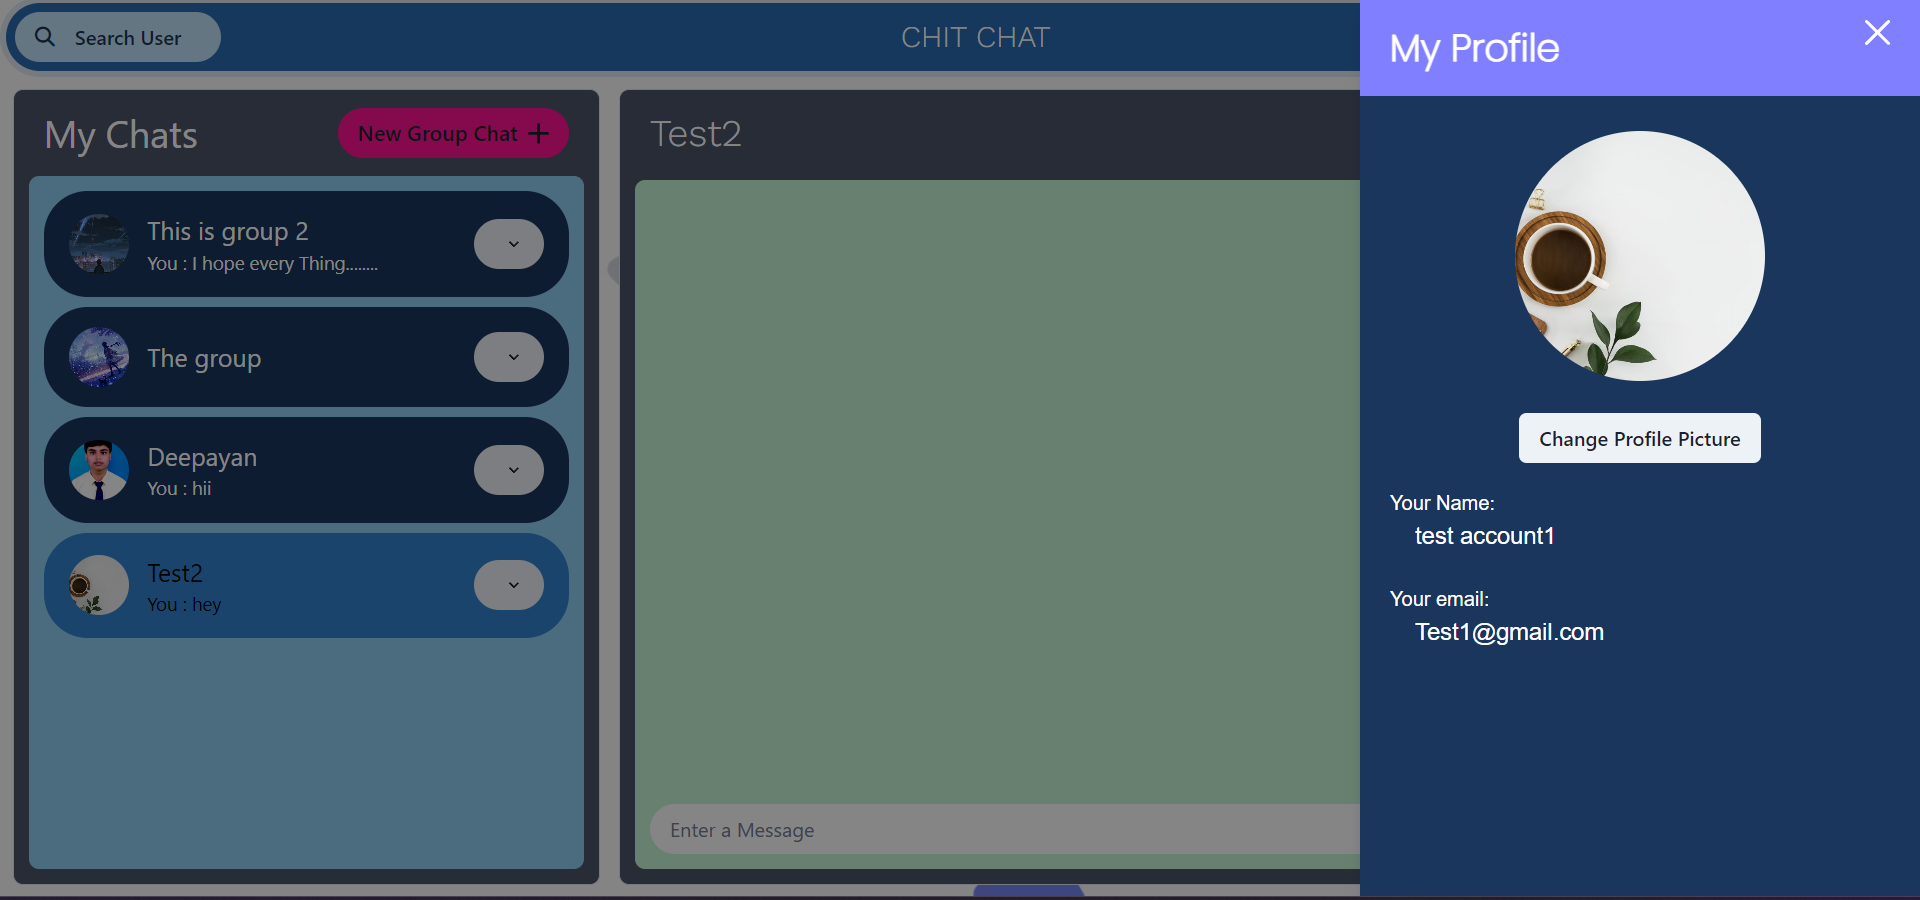 Search User
CHIT CHAT
My Chats
New Group Chat
This is group 2
You : I hope every Thing........
The group
Deepayan
You : hii
Test2
You : hey
Test2
Enter a Message
My Profile
Change Profile Picture
Your Name:
test account1
Your email:
Test1@gmail.com